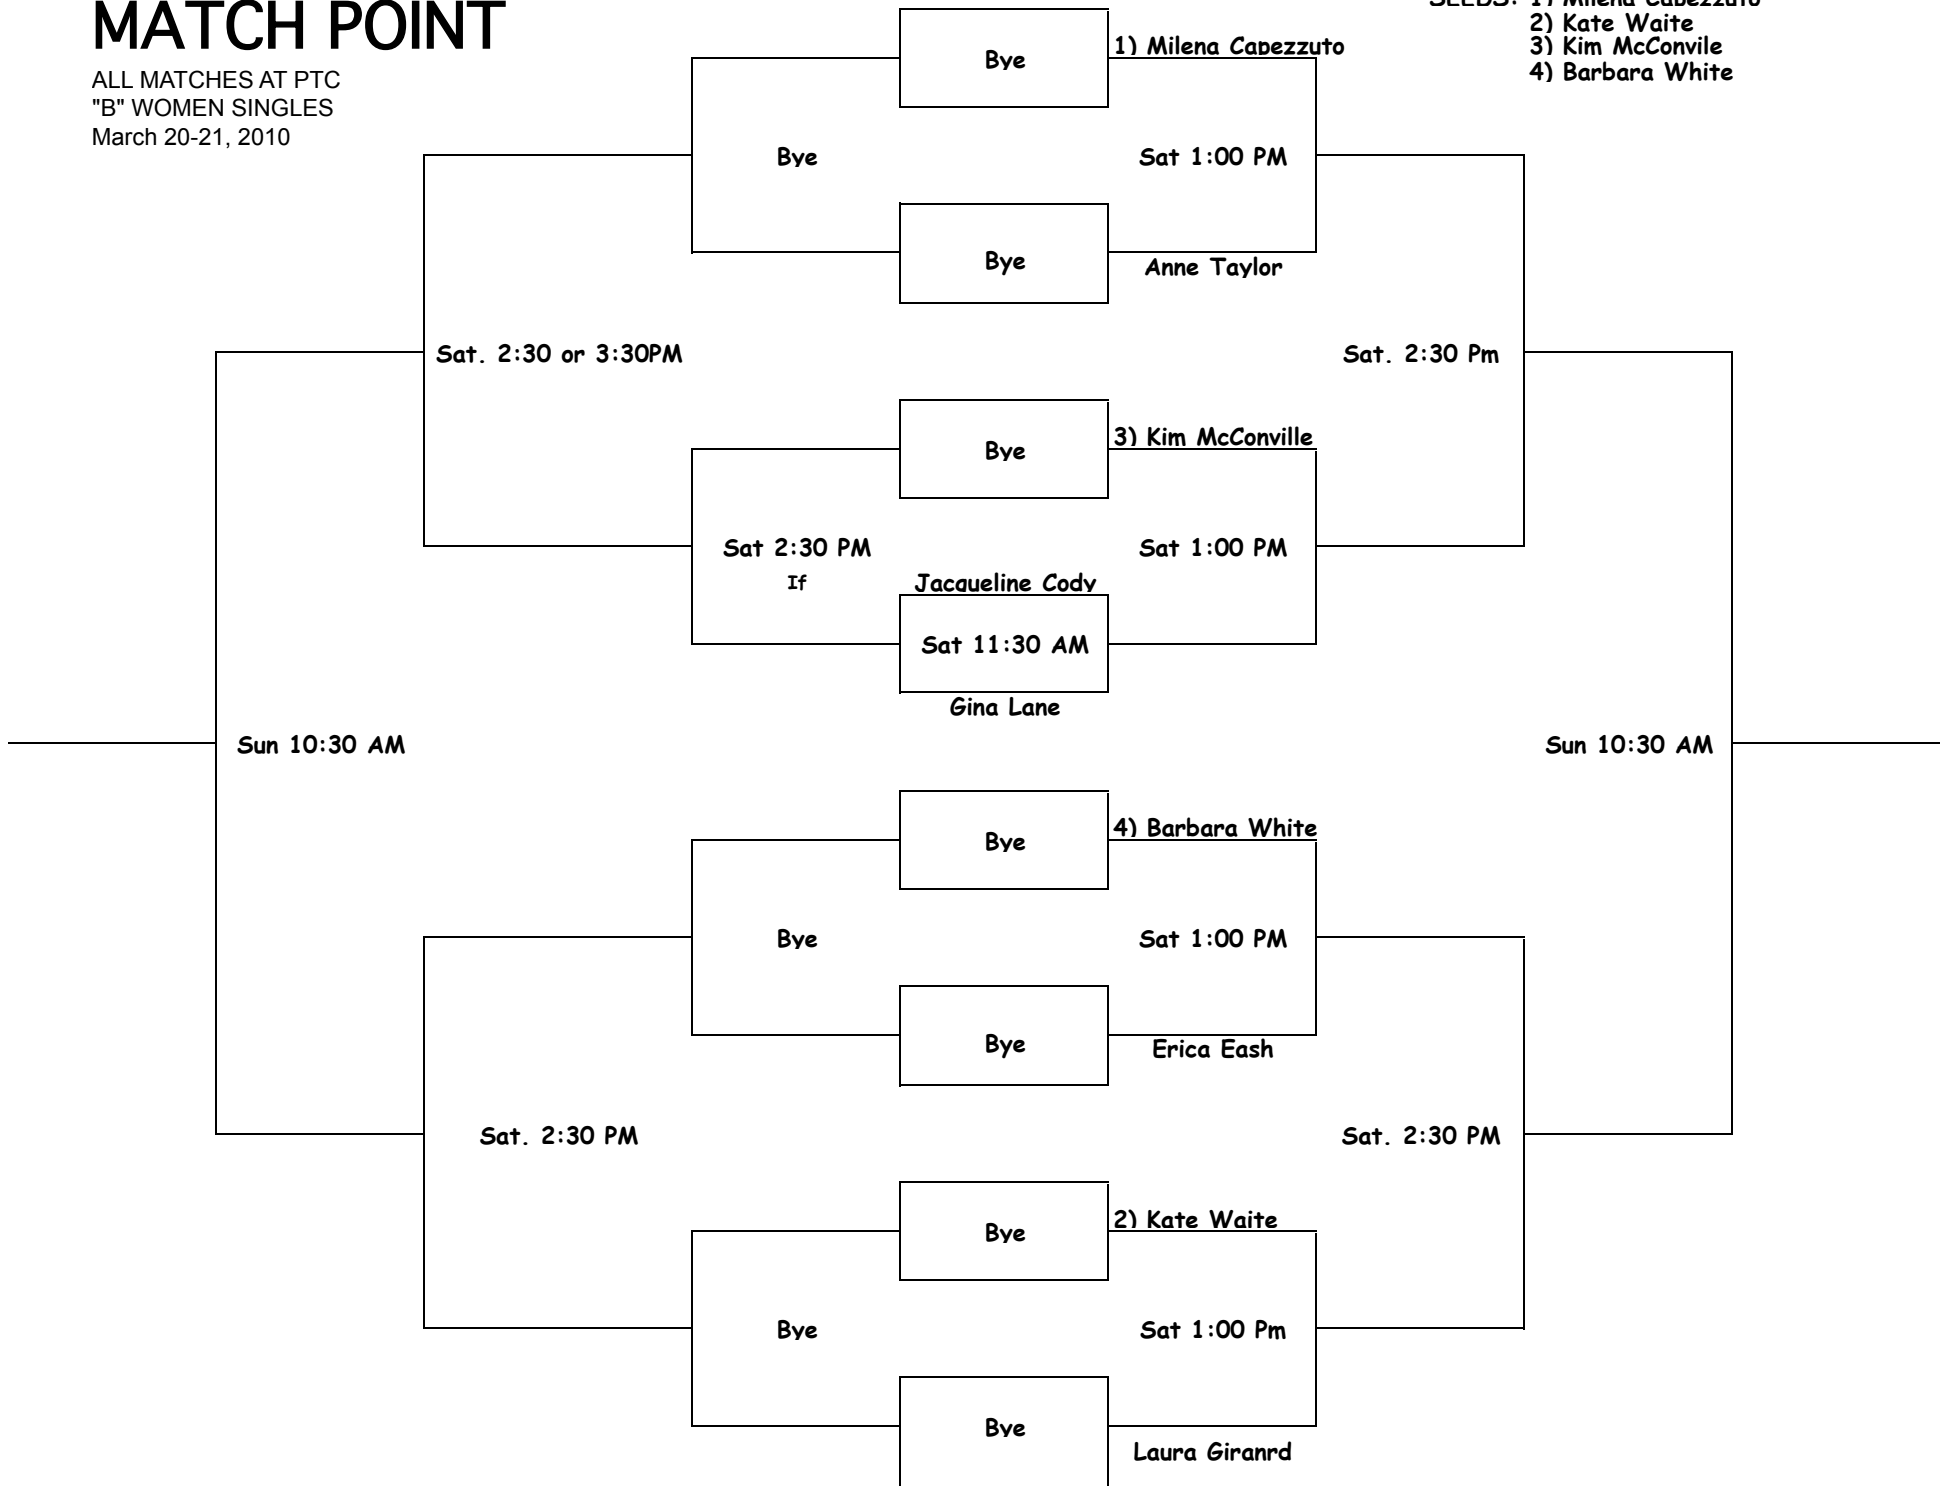 MATCH POINT
ALL MATCHES AT PTC
"B" WOMEN SINGLES
March 20-21, 2010
SEEDS: 1) Milena Capezzuto
2) Kate Waite
3) Kim McConvile
4) Barbara White
Bye
1) Milena Capezzuto
Bye
Sat 1:00 PM
Bye
Anne Taylor
Sat. 2:30 or 3:30PM
Sat. 2:30 Pm
Bye
3) Kim McConville
Sat 2:30 PM
If
Sat 1:00 PM
Jacqueline Cody
Sat 11:30 AM
Gina Lane
Sun 10:30 AM
Sun 10:30 AM
Bye
4) Barbara White
Bye
Sat 1:00 PM
Bye
Erica Eash
Sat. 2:30 PM
Sat. 2:30 PM
Bye
2) Kate Waite
Bye
Sat 1:00 Pm
Bye
Laura Giranrd